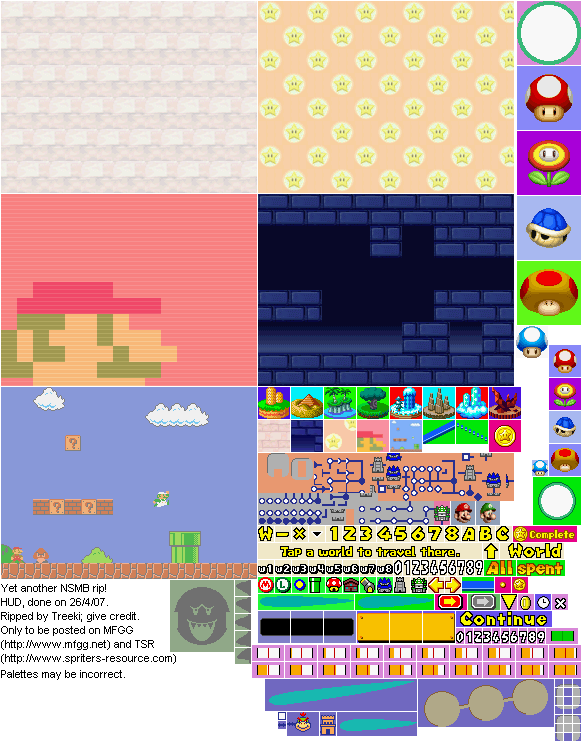 W - × 1 2 3 4 5 6 7 8 A B C Complete
Tap a world to travel there. World
W1 W2 W3 W4 W5 W6 W7 W8 0123456789 All spent
M L
Continue
0123456789
Yet another NSMB rip!
HUD, done on 26/4/07.
Ripped by Treeki; give credit.
Only to be posted on MFGG
(http://www.mfgg.net) and TSR
(http://www.spriters-resource.com)
Palettes may be incorrect.